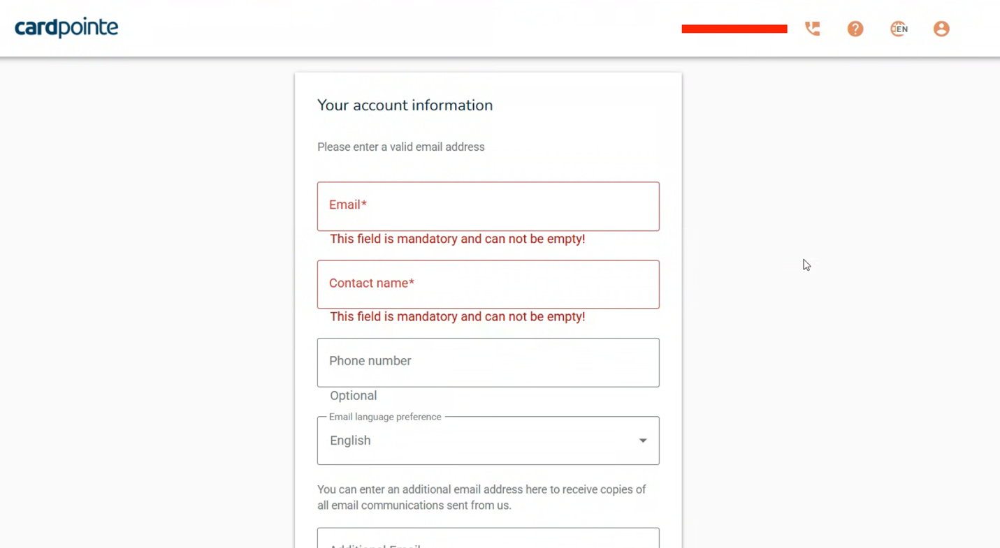 cardpointe
EN
Your account information
Please enter a valid email address
Email*
This field is mandatory and can not be empty!
Contact name*
This field is mandatory and can not be empty!
Phone number
Optional
Email language preference
English
You can enter an additional email address here to receive copies of
all email communications sent from us.
Additional Email